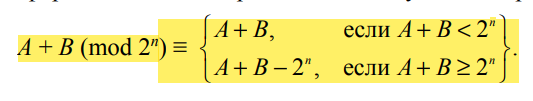 A + B (mod 2ⁿ) ≡ { A + B, если A + B < 2ⁿ
A + B − 2ⁿ, если A + B ≥ 2ⁿ }.